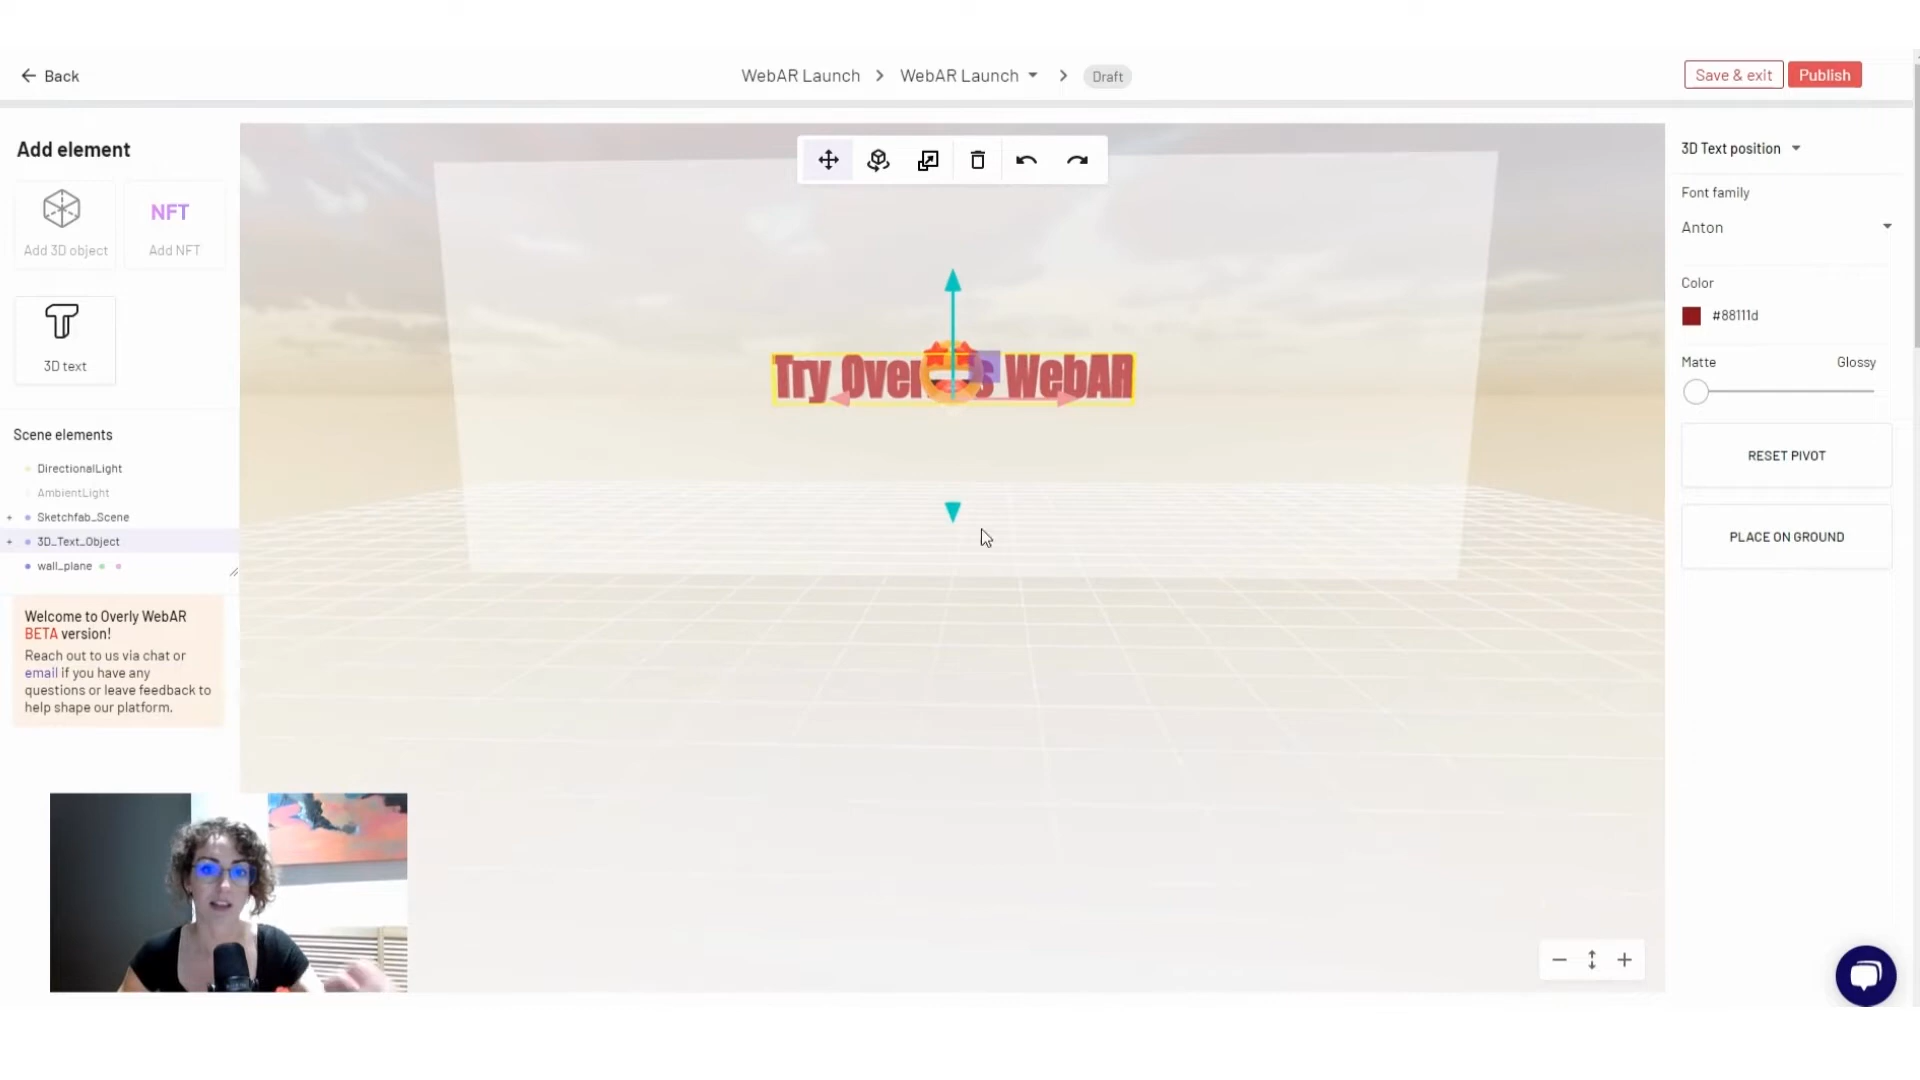 Back
WebAR Launch
WebAR Launch
Draft
Save & exit
Publish
Add element
Add 3D object
NFT
Add NFT
3D text
Scene elements
DirectionalLight
AmbientLight
+ Sketchfab_Scene
+ 3D_Text_Object
wall_plane
Welcome to Overly WebAR
BETA version!
Reach out to us via chat or
email if you have any
questions or leave feedback to
help shape our platform.
Try Over s WebAR
3D Text position
Font family
Anton
Color
#88111d
Matte
Glossy
RESET PIVOT
PLACE ON GROUND